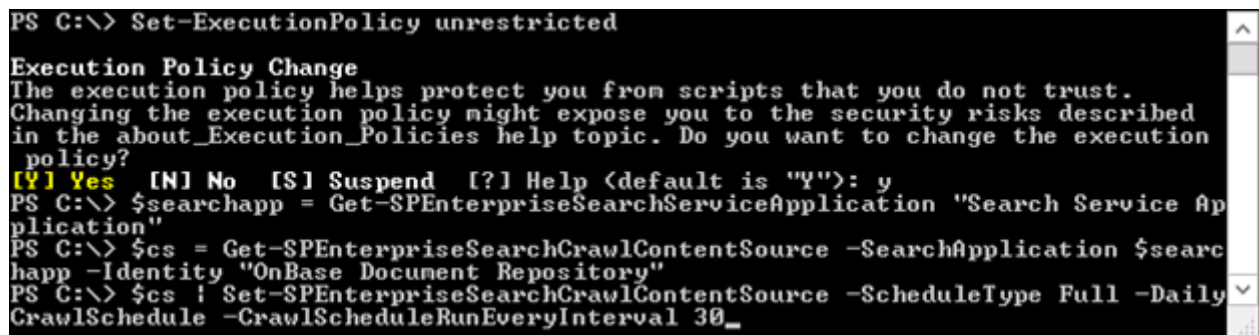 PS C:\> Set-ExecutionPolicy unrestricted
Execution Policy Change
The execution policy helps protect you from scripts that you do not trust.
Changing the execution policy might expose you to the security risks described
in the about_Execution_Policies help topic. Do you want to change the execution
policy?
[Y] Yes [N] No [S] Suspend [?] Help (default is "Y"): y
PS C:\> $searchapp = Get-SPEnterpriseSearchServiceApplication "Search Service Ap
plication"
PS C:\> $cs = Get-SPEnterpriseSearchCrawlContentSource -SearchApplication $searc
happ -Identity "OnBase Document Repository"
PS C:\> $cs | Set-SPEnterpriseSearchCrawlContentSource -ScheduleType Full -Daily
CrawlSchedule -CrawlScheduleRunEveryInterval 30_